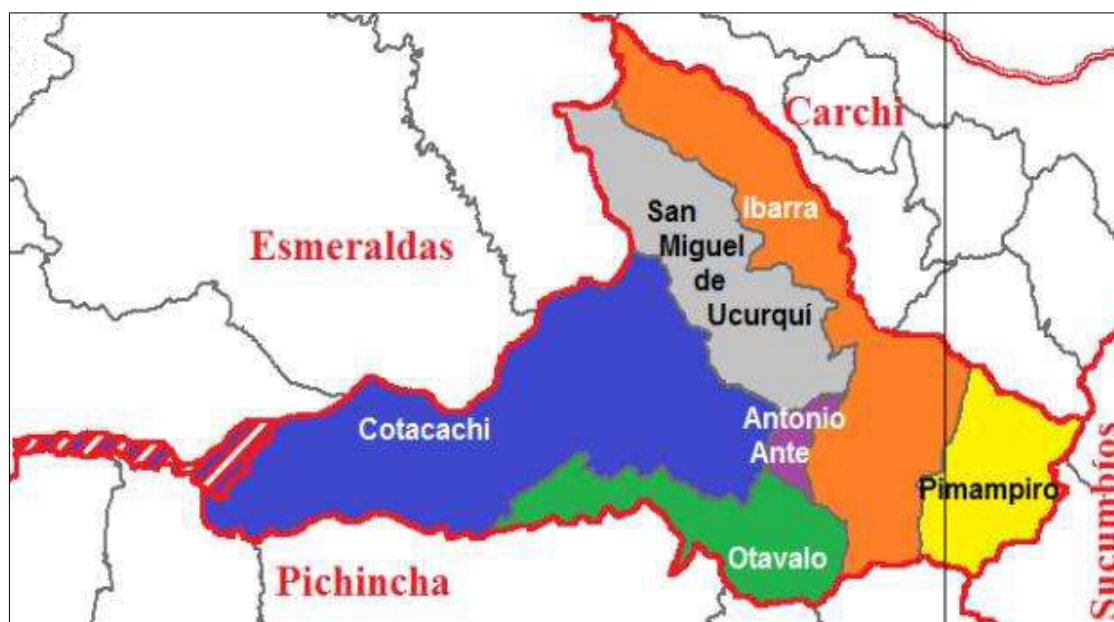 Carchi
San
Miguel
de
Ucurquí
Ibarra
Esmeraldas
Cotacachi
Antonio
Ante
Pimampiro
Otavalo
Pichincha
Sucumbíos